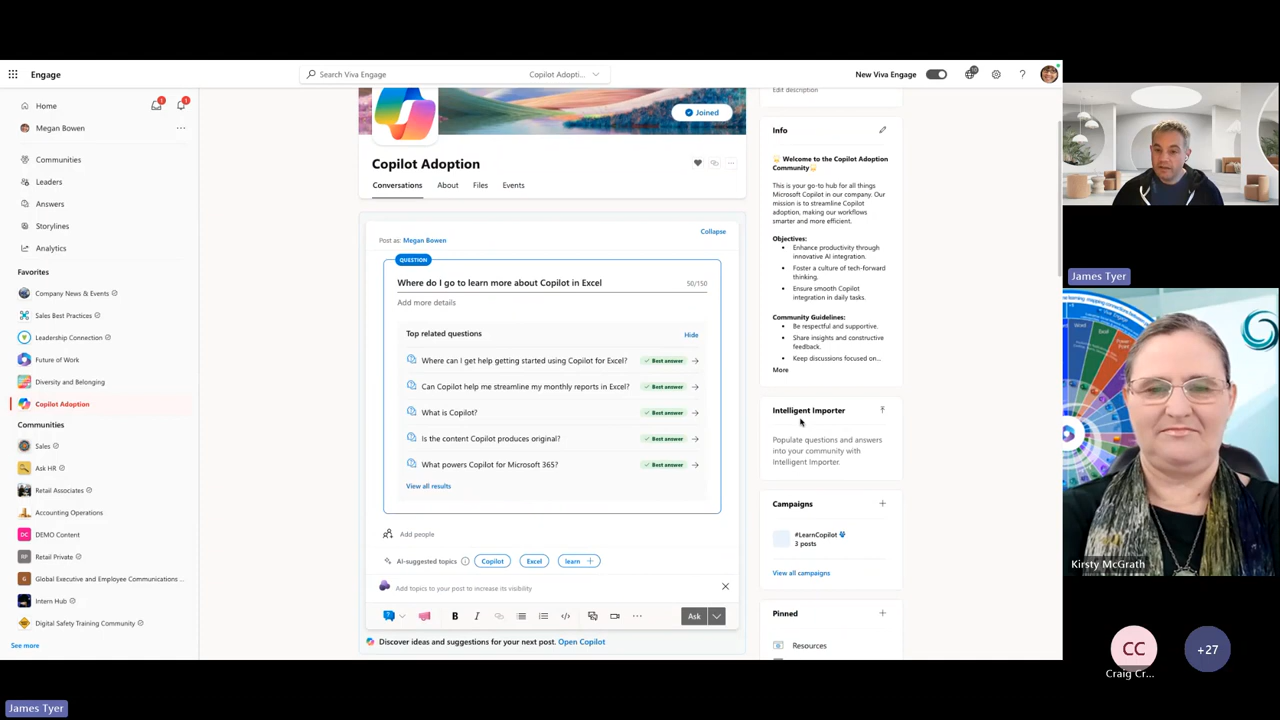 Engage
Search Viva Engage
Copilot Adopti...
New Viva Engage
Home
Megan Bowen
Communities
Leaders
Answers
Storylines
Analytics
Favorites
Company News & Events
Sales Best Practices
Leadership Connection
Future of Work
Diversity and Belonging
Copilot Adoption
Communities
Sales
Ask HR
Retail Associates
Accounting Operations
DC
DEMO Content
RP
Retail Private
G
Global Executive and Employee Communications ...
Intern Hub
Digital Safety Training Community
See more
Joined
Copilot Adoption
Conversations
About
Files
Events
Collapse
Post as: Megan Bowen
QUESTION
Where do I go to learn more about Copilot in Excel
50/150
Add more details
Top related questions
Hide
Where can I get help getting started using Copilot for Excel?
Best answer
Can Copilot help me streamline my monthly reports in Excel?
Best answer
What is Copilot?
Best answer
Is the content Copilot produces original?
Best answer
What powers Copilot for Microsoft 365?
Best answer
View all results
Add people
AI-suggested topics
Copilot
Excel
learn
Add topics to your post to increase its visibility
B
I
Ask
Discover ideas and suggestions for your next post. Open Copilot
Edit description
Info
Welcome to the Copilot Adoption
Community
This is your go-to hub for all things
Microsoft Copilot in our company. Our
mission is to streamline Copilot
adoption, making our workflows
smarter and more efficient.
Objectives:
Enhance productivity through
innovative AI integration.
Foster a culture of tech-forward
thinking.
Ensure smooth Copilot
integration in daily tasks.
Community Guidelines:
Be respectful and supportive.
Share insights and constructive
feedback.
Keep discussions focused on...
More
Intelligent Importer
Populate questions and answers
into your community with
Intelligent Importer.
Campaigns
#LearnCopilot
3 posts
View all campaigns
Pinned
Resources
James Tyer
Kirsty McGrath
CC
Craig Cr...
+27
James Tyer